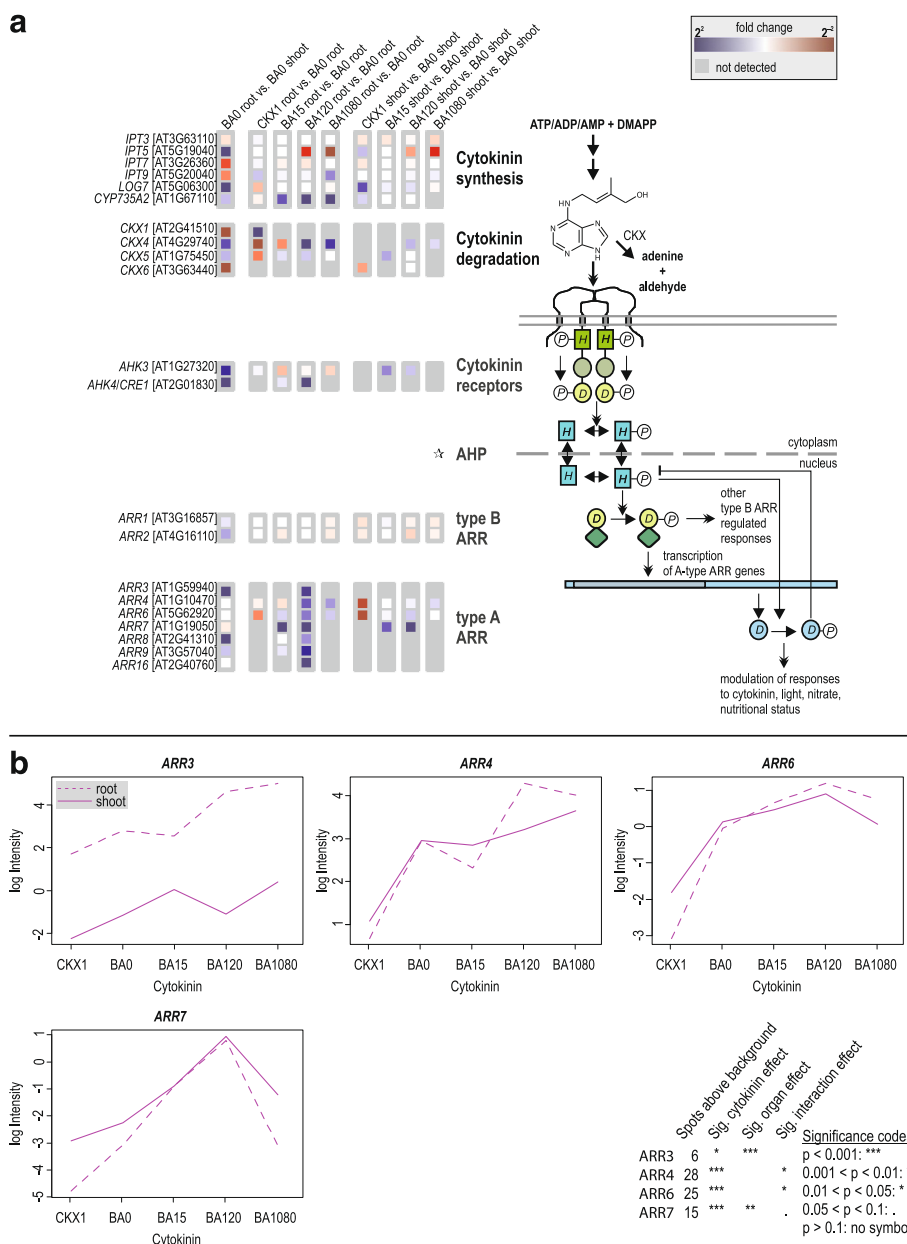 a
BA0 root vs. BA0 shoot
CKX1 root vs. BA0 root
BA15 root vs. BA0 root
BA120 root vs. BA0 root
BA1080 root vs. BA0 root
CKX1 shoot vs. BA0 shoot
BA15 shoot vs. BA0 shoot
BA120 shoot vs. BA0 shoot
BA1080 shoot vs. BA0 shoot
fold change
2² 2⁻²
not detected
IPT3 [AT3G63110]
IPT5 [AT5G19040]
IPT7 [AT3G26360]
IPT9 [AT5G20040]
LOG7 [AT5G06300]
CYP735A2 [AT1G67110]
Cytokinin
synthesis
CKX1 [AT2G41510]
CKX4 [AT4G29740]
CKX5 [AT1G75450]
CKX6 [AT3G63440]
Cytokinin
degradation
AHK3 [AT1G27320]
AHK4/CRE1 [AT2G01830]
Cytokinin
receptors
☆ AHP
ARR1 [AT3G16857]
ARR2 [AT4G16110]
type B
ARR
ARR3 [AT1G59940]
ARR4 [AT1G10470]
ARR6 [AT5G62920]
ARR7 [AT1G19050]
ARR8 [AT2G41310]
ARR9 [AT3G57040]
ARR16 [AT2G40760]
type A
ARR
ATP/ADP/AMP + DMAPP
HN OH
N N
N N
H
CKX
adenine
+
aldehyde
P H H P
P D D P
H H P
cytoplasm
nucleus
H H P
D D P
other
type B ARR
regulated
responses
transcription
of A-type ARR genes
D D P
modulation of responses
to cytokinin, light, nitrate,
nutritional status
b
ARR3
root
shoot
log Intensity
4
2
0
-2
CKX1 BA0 BA15 BA120 BA1080
Cytokinin
ARR4
log Intensity
4
3
2
1
CKX1 BA0 BA15 BA120 BA1080
Cytokinin
ARR6
log Intensity
1
0
-1
-2
-3
CKX1 BA0 BA15 BA120 BA1080
Cytokinin
ARR7
log Intensity
1
0
-1
-2
-3
-4
-5
CKX1 BA0 BA15 BA120 BA1080
Cytokinin
Spots above background
Sig. cytokinin effect
Sig. organ effect
Sig. interaction effect
ARR3 6 * ***
ARR4 28 *** *
ARR6 25 *** *
ARR7 15 *** ** .
Significance code
p < 0.001: ***
0.001 < p < 0.01:
0.01 < p < 0.05: *
0.05 < p < 0.1: .
p > 0.1: no symbo